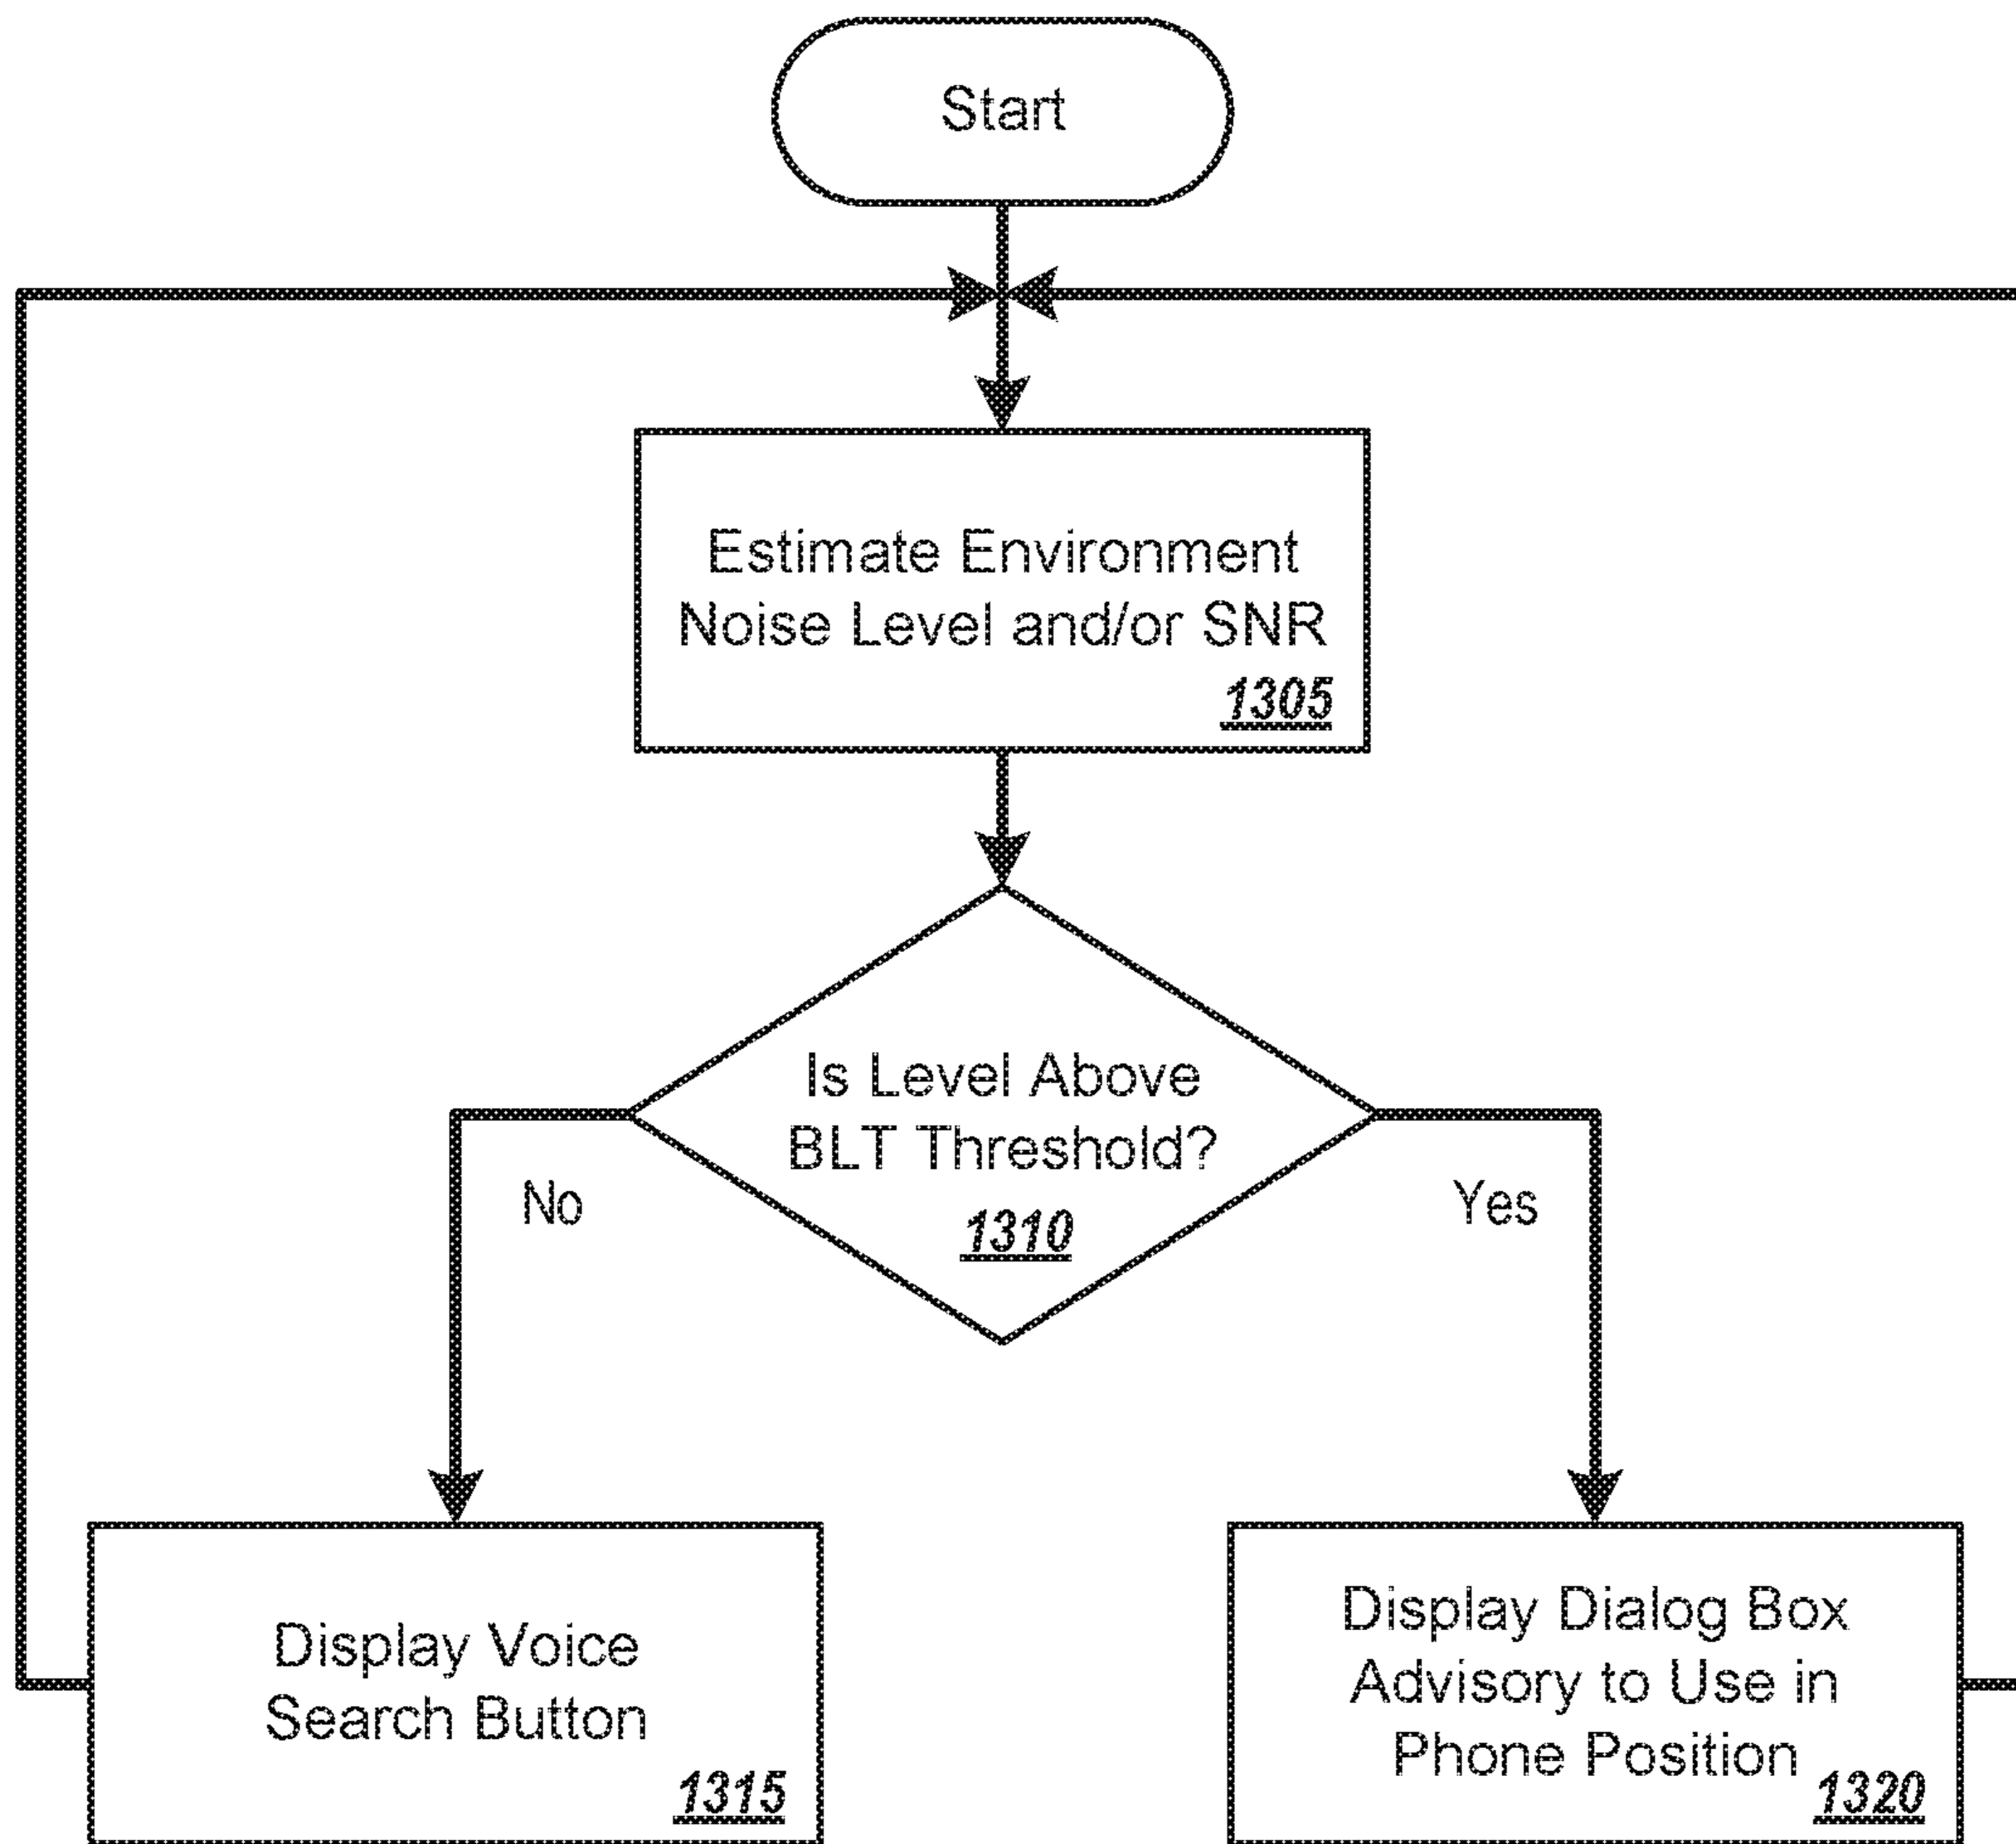 Start
Estimate Environment
Noise Level and/or SNR
1305
Is Level Above
BLT Threshold?
1310
No
Yes
Display Voice
Search Button
1315
Display Dialog Box
Advisory to Use in
Phone Position
1320